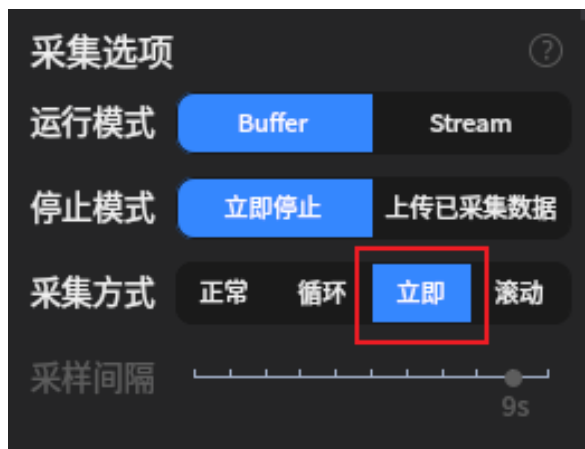 采集选项 ?
运行模式 Buffer Stream
停止模式 立即停止 上传已采集数据
采集方式 正常 循环 立即 滚动
采样间隔
9s